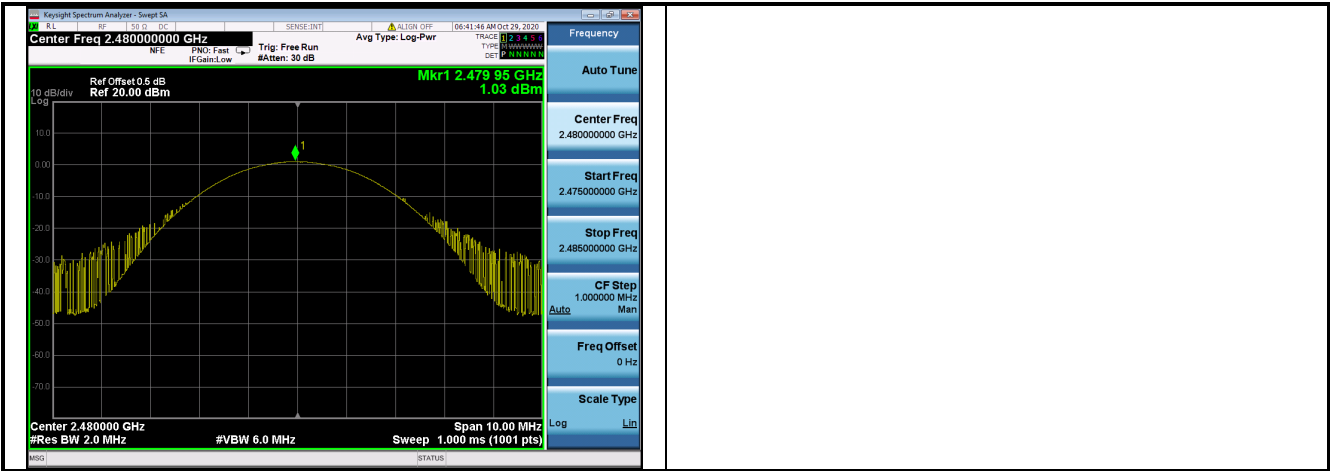 Keysight Spectrum Analyzer - Swept SA
LXI RL RF 50 Ω DC SENSE:INT ALIGN OFF 06:41:46 AM Oct 29, 2020
Center Freq 2.480000000 GHz
NFE
PNO: Fast
IFGain:Low
Trig: Free Run
#Atten: 30 dB
Avg Type: Log-Pwr
TRACE 1 2 3 4 5 6
TYPE M WWWWW
DET P N N N N N
Ref Offset 0.5 dB
Ref 20.00 dBm
10 dB/div
Log
Mkr1 2.479 95 GHz
1.03 dBm
1
10.0
0.00
-10.0
-20.0
-30.0
-40.0
-50.0
-60.0
-70.0
Center 2.480000 GHz
Span 10.00 MHz
#Res BW 2.0 MHz
#VBW 6.0 MHz
Sweep 1.000 ms (1001 pts)
MSG
STATUS
Frequency
Auto Tune
Center Freq
2.480000000 GHz
Start Freq
2.475000000 GHz
Stop Freq
2.485000000 GHz
CF Step
1.000000 MHz
Auto Man
Freq Offset
0 Hz
Scale Type
Log Lin